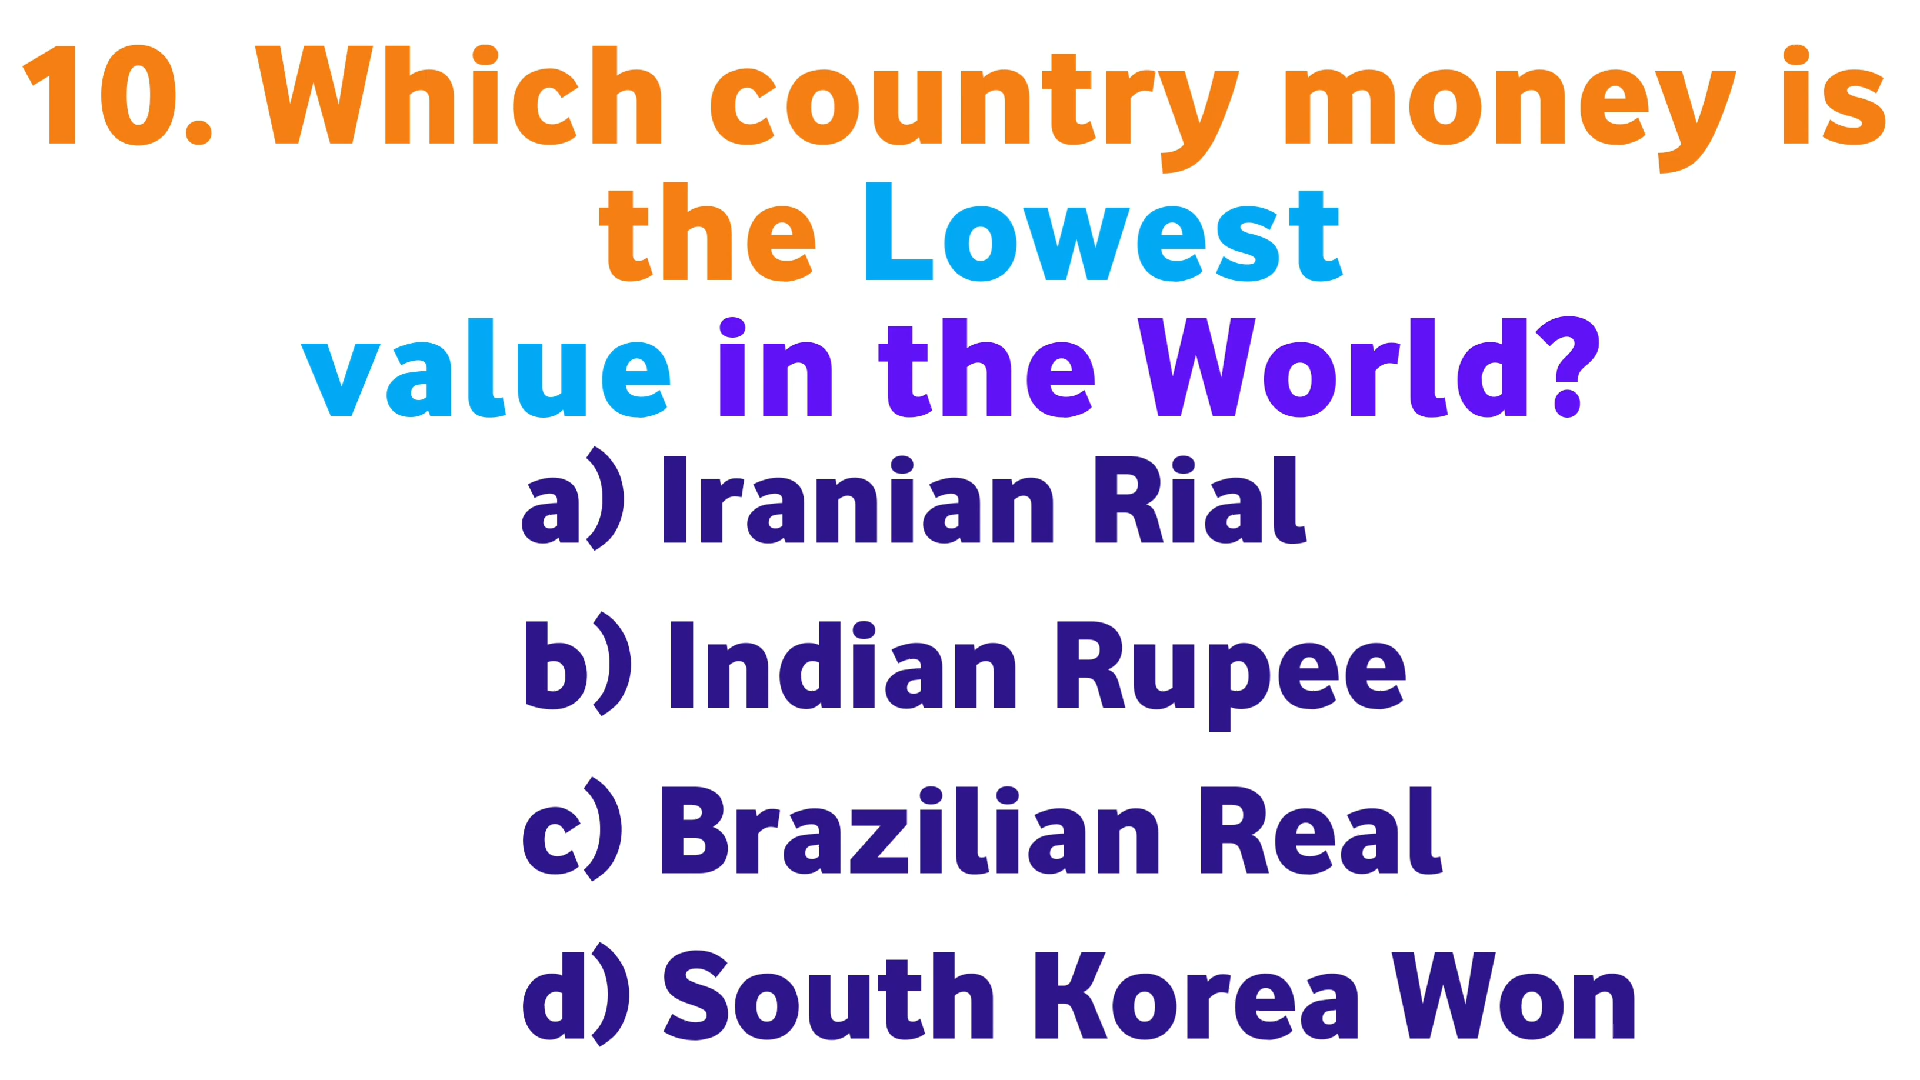 10. Which country money is
the Lowest
value in the World?
a) Iranian Rial
b) Indian Rupee
c) Brazilian Real
d) South Korea Won